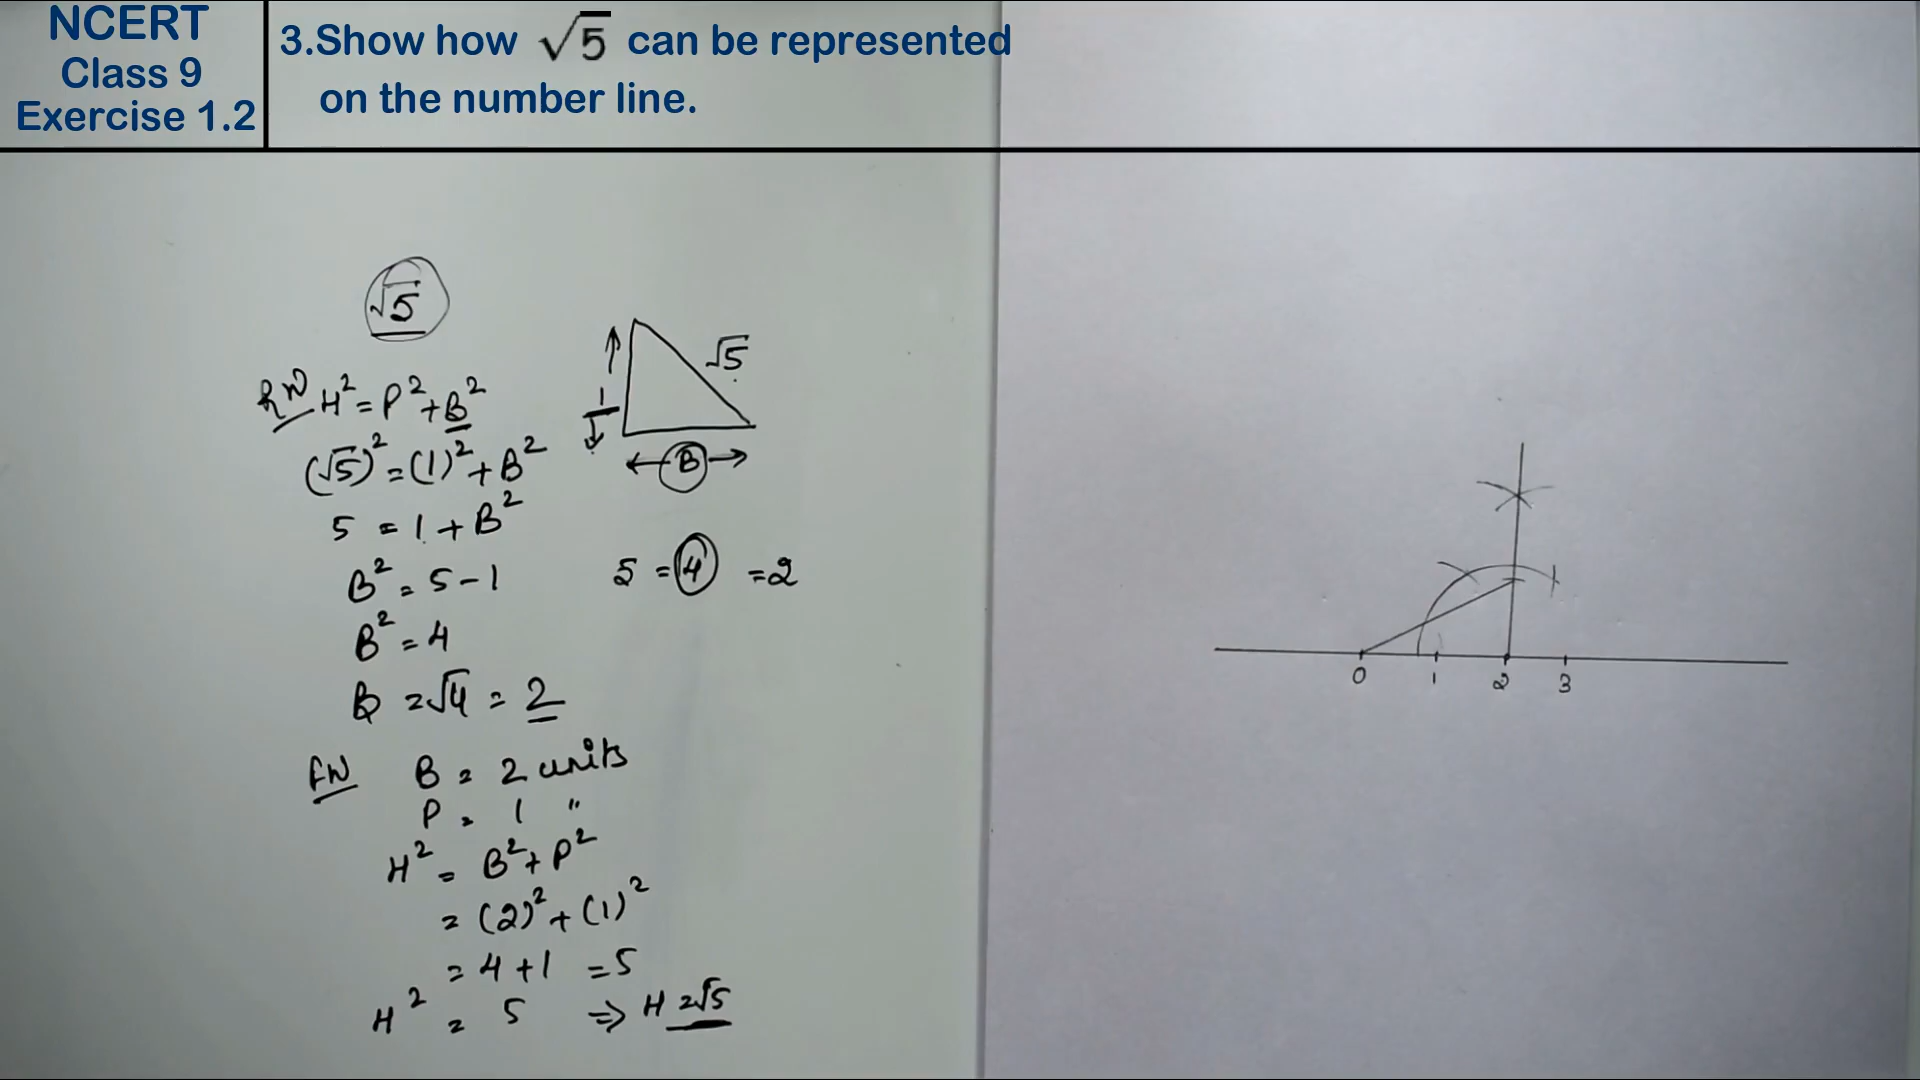 NCERT
Class 9
Exercise 1.2
3.Show how √5 can be represented
on the number line.
√5
RW H² = P² + B²
(√5)² = (1)² + B²
5 = 1 + B²
B² = 5 - 1
B² = 4
B = √4 = 2
1
√5
B
5 = 4 = 2
FW B = 2 units
P = 1 "
H² = B² + P²
= (2)² + (1)²
= 4 + 1 = 5
H² = 5 ⇒ H = √5
0 1 2 3